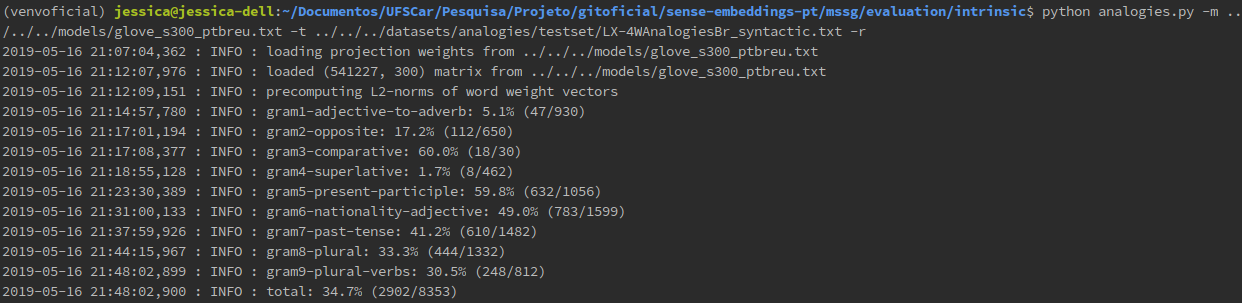 (venvoficial) jessica@jessica-dell:~/Documentos/UFSCar/Pesquisa/Projeto/gitoficial/sense-embeddings-pt/mssg/evaluation/intrinsic$ python analogies.py -m ..
/../../models/glove_s300_ptbreu.txt -t ../../../datasets/analogies/testset/LX-4WAnalogiesBr_syntactic.txt -r
2019-05-16 21:07:04,362 : INFO : loading projection weights from ../../../models/glove_s300_ptbreu.txt
2019-05-16 21:12:07,976 : INFO : loaded (541227, 300) matrix from ../../../models/glove_s300_ptbreu.txt
2019-05-16 21:12:09,151 : INFO : precomputing L2-norms of word weight vectors
2019-05-16 21:14:57,780 : INFO : gram1-adjective-to-adverb: 5.1% (47/930)
2019-05-16 21:17:01,194 : INFO : gram2-opposite: 17.2% (112/650)
2019-05-16 21:17:08,377 : INFO : gram3-comparative: 60.0% (18/30)
2019-05-16 21:18:55,128 : INFO : gram4-superlative: 1.7% (8/462)
2019-05-16 21:23:30,389 : INFO : gram5-present-participle: 59.8% (632/1056)
2019-05-16 21:31:00,133 : INFO : gram6-nationality-adjective: 49.0% (783/1599)
2019-05-16 21:37:59,926 : INFO : gram7-past-tense: 41.2% (610/1482)
2019-05-16 21:44:15,967 : INFO : gram8-plural: 33.3% (444/1332)
2019-05-16 21:48:02,899 : INFO : gram9-plural-verbs: 30.5% (248/812)
2019-05-16 21:48:02,900 : INFO : total: 34.7% (2902/8353)